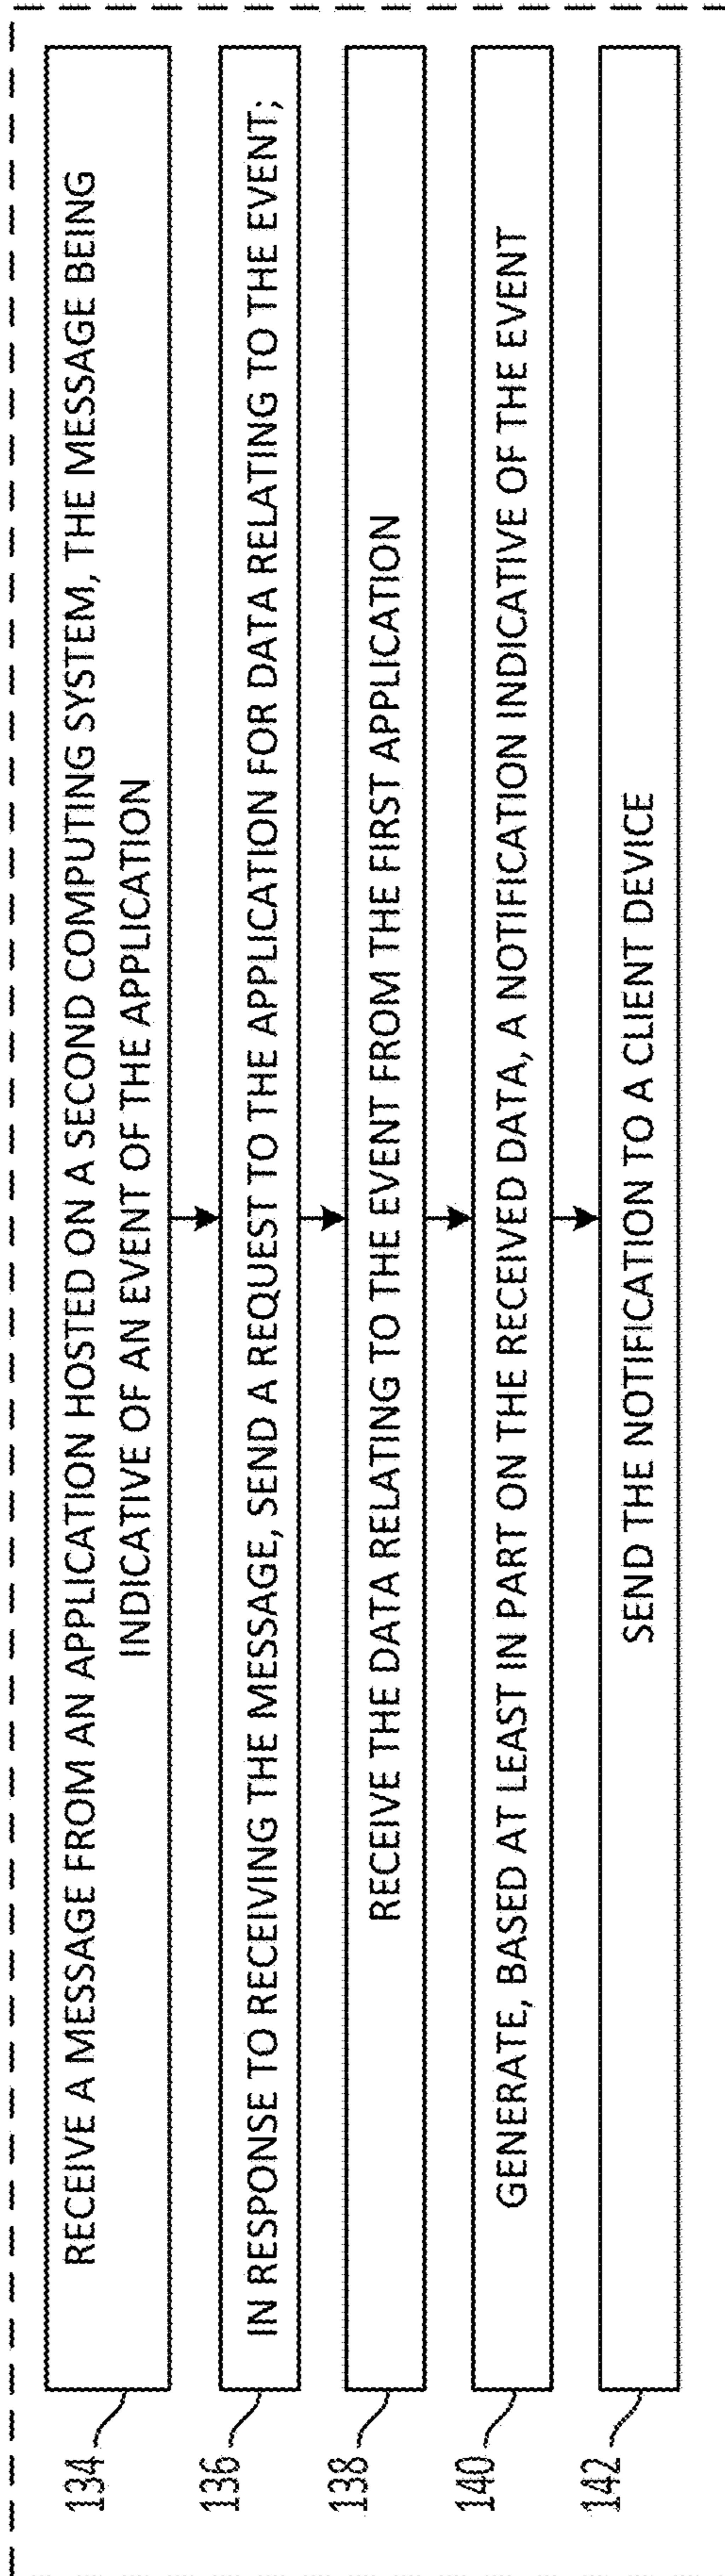 134
RECEIVE A MESSAGE FROM AN APPLICATION HOSTED ON A SECOND COMPUTING SYSTEM, THE MESSAGE BEING
INDICATIVE OF AN EVENT OF THE APPLICATION
136
IN RESPONSE TO RECEIVING THE MESSAGE, SEND A REQUEST TO THE APPLICATION FOR DATA RELATING TO THE EVENT;
138
RECEIVE THE DATA RELATING TO THE EVENT FROM THE FIRST APPLICATION
140
GENERATE, BASED AT LEAST IN PART ON THE RECEIVED DATA, A NOTIFICATION INDICATIVE OF THE EVENT
142
SEND THE NOTIFICATION TO A CLIENT DEVICE